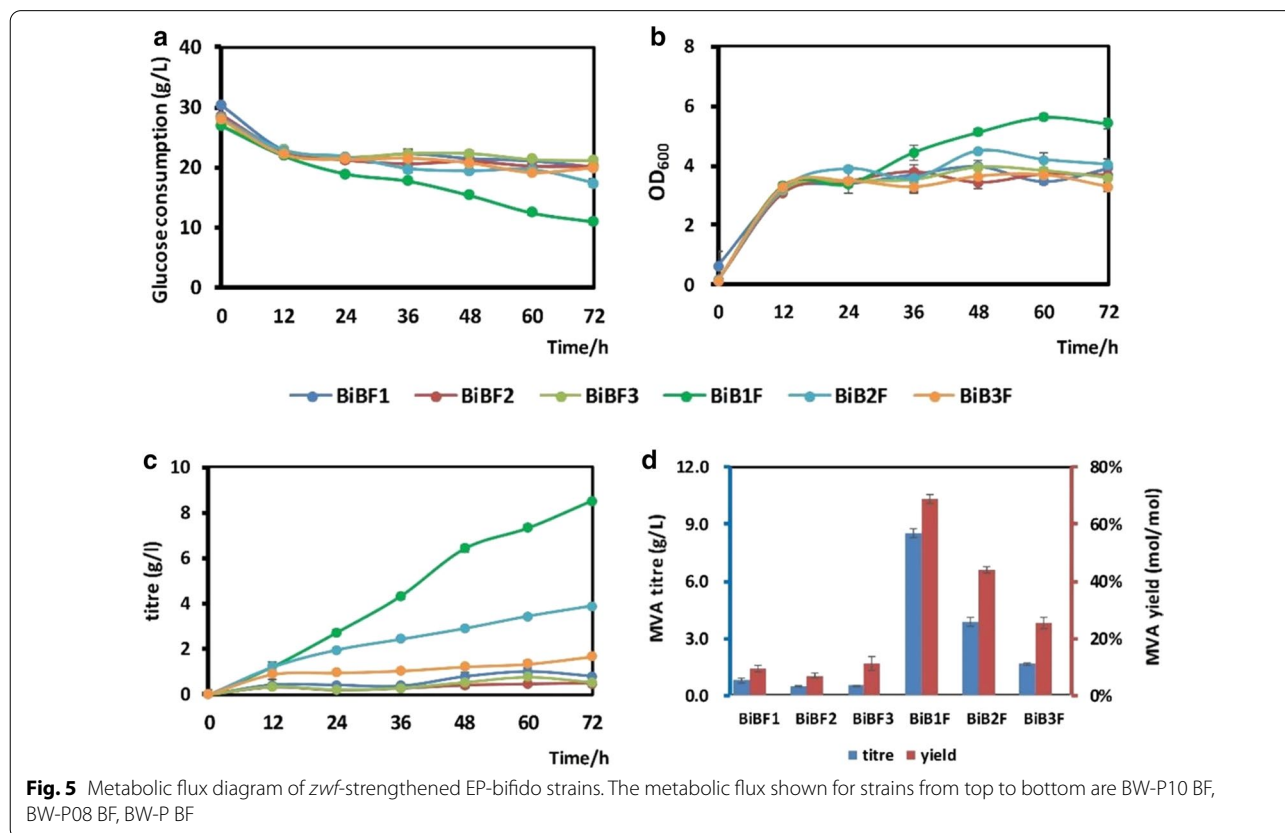 a
40
30
20
10
0
Glucose consumption (g/L)
0 12 24 36 48 60 72
Time/h
b
8
6
4
2
0
OD600
0 12 24 36 48 60 72
Time/h
BiBF1 BiBF2 BiBF3 BiB1F BiB2F BiB3F
c
10
8
6
4
2
0
titre (g/l)
0 12 24 36 48 60 72
Time/h
d
12.0
9.0
6.0
3.0
0.0
MVA titre (g/L)
80%
60%
40%
20%
0%
MVA yield (mol/mol)
BiBF1 BiBF2 BiBF3 BiB1F BiB2F BiB3F
titre yield
Fig. 5 Metabolic flux diagram of zwf-strengthened EP-bifido strains. The metabolic flux shown for strains from top to bottom are BW-P10 BF,
BW-P08 BF, BW-P BF